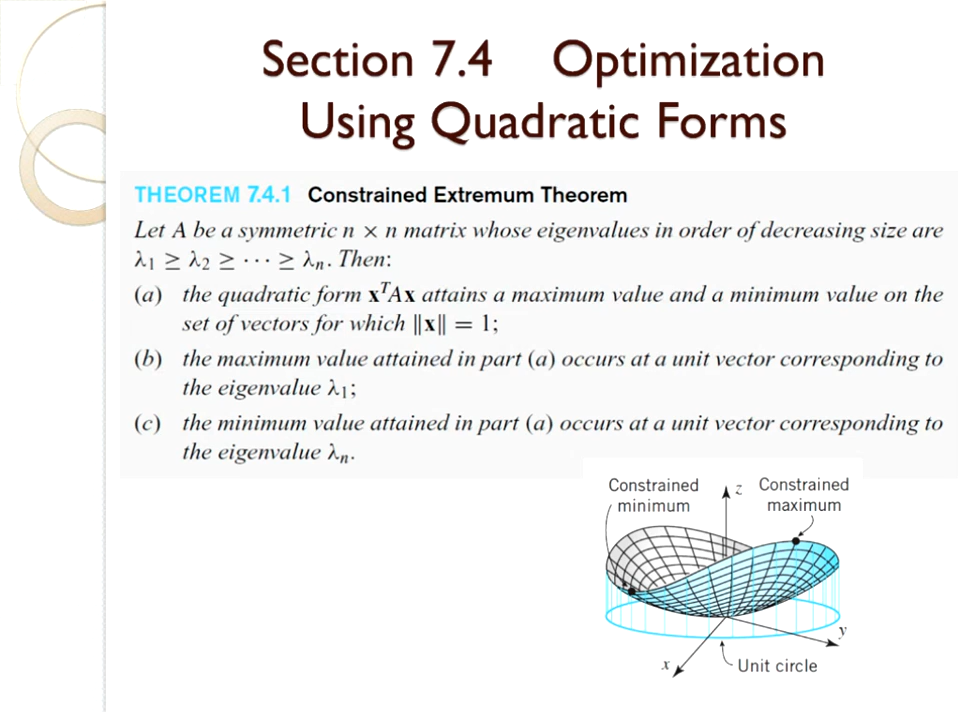 Section 7.4 Optimization
Using Quadratic Forms
THEOREM 7.4.1 Constrained Extremum Theorem
Let A be a symmetric n × n matrix whose eigenvalues in order of decreasing size are
λ₁ ≥ λ₂ ≥ ··· ≥ λₙ. Then:
(a) the quadratic form xᵀAx attains a maximum value and a minimum value on the
set of vectors for which ‖x‖ = 1;
(b) the maximum value attained in part (a) occurs at a unit vector corresponding to
the eigenvalue λ₁;
(c) the minimum value attained in part (a) occurs at a unit vector corresponding to
the eigenvalue λₙ.
Constrained
minimum
z
Constrained
maximum
y
x
Unit circle